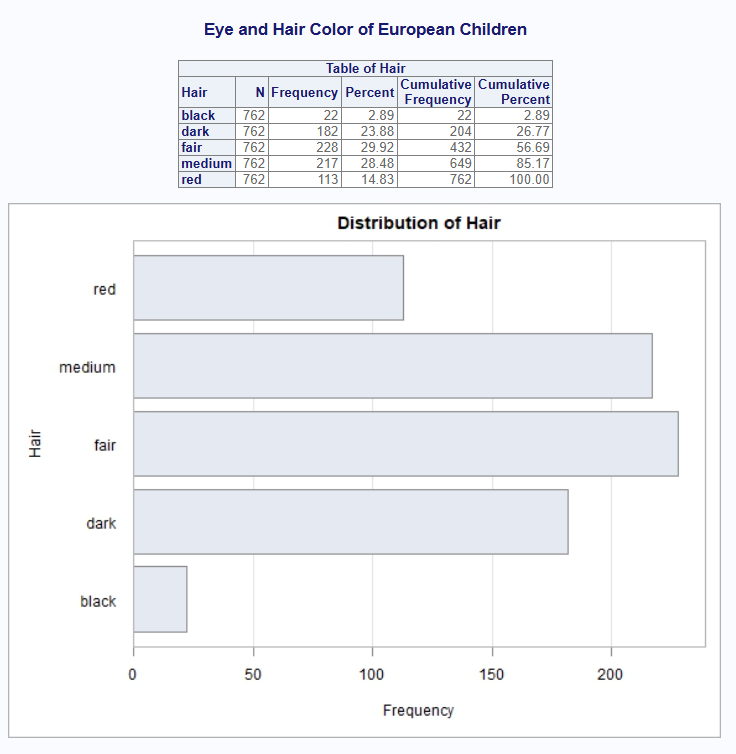 Eye and Hair Color of European Children
Table of Hair
Hair N Frequency Percent Cumulative Frequency Cumulative Percent
black 762 22 2.89 22 2.89
dark 762 182 23.88 204 26.77
fair 762 228 29.92 432 56.69
medium 762 217 28.48 649 85.17
red 762 113 14.83 762 100.00
Distribution of Hair
red
medium
fair
dark
black
Hair
0 50 100 150 200
Frequency